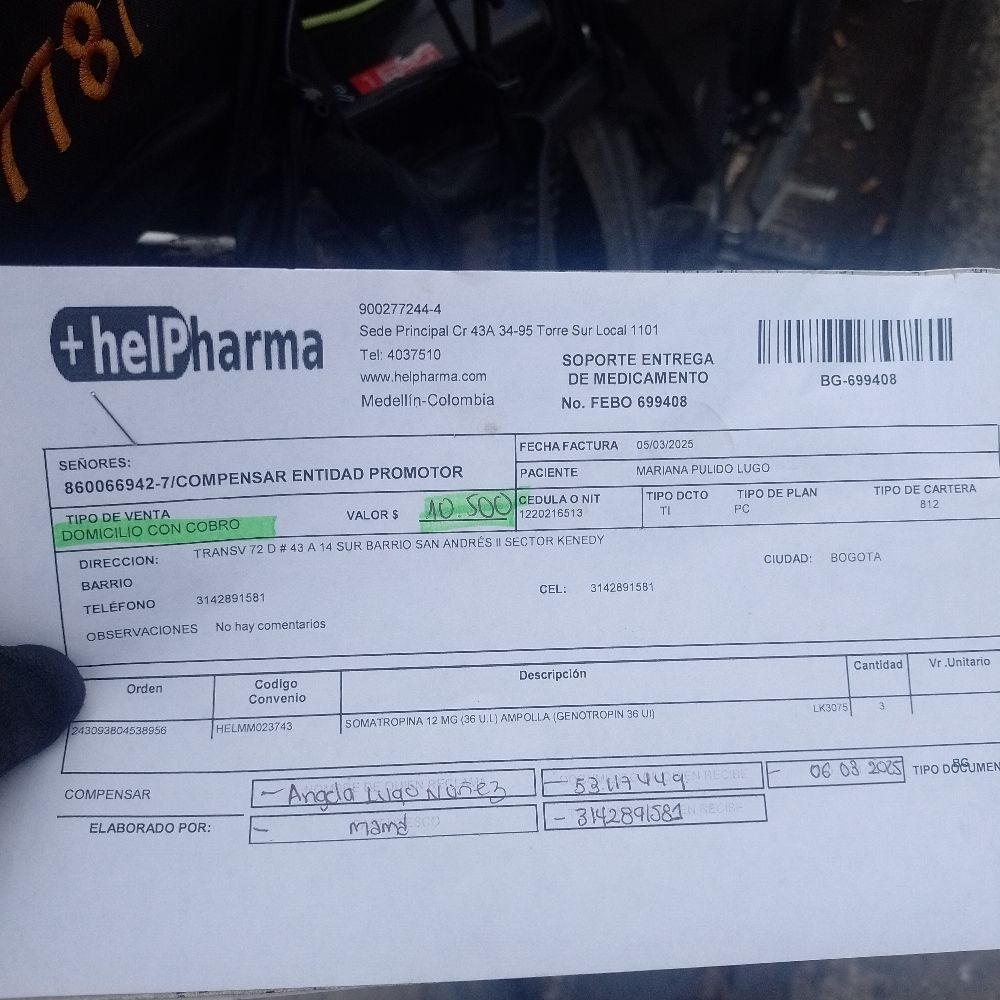 T781
+helPharma
900277244-4
Sede Principal Cr 43A 34-95 Torre Sur Local 1101
Tel: 4037510
www.helpharma.com
Medellín-Colombia
SOPORTE ENTREGA
DE MEDICAMENTO
No. FEBO 699408
BG-699408
SEÑORES:
860066942-7/COMPENSAR ENTIDAD PROMOTOR
FECHA FACTURA 05/03/2025
PACIENTE MARIANA PULIDO LUGO
TIPO DE VENTA
DOMICILIO CON COBRO
VALOR $ 10.500
CEDULA O NIT
1220216513
TIPO DCTO
TI
TIPO DE PLAN
PC
TIPO DE CARTERA
812
DIRECCION: TRANSV 72 D # 43 A 14 SUR BARRIO SAN ANDRÉS II SECTOR KENEDY
CIUDAD: BOGOTA
BARRIO
TELÉFONO 3142891581
CEL: 3142891581
OBSERVACIONES No hay comentarios
Orden Codigo Convenio Descripción Cantidad Vr .Unitario
243093804538956 HELMM023743 SOMATROPINA 12 MG (36 U.I.) AMPOLLA (GENOTROPIN 36 UI) LK3075 3
COMPENSAR - Angela Lugo Núñez - 53117449 - 06 03 2025 TIPO DOCUMEN
BG
ELABORADO POR: - mamá - 3142891581